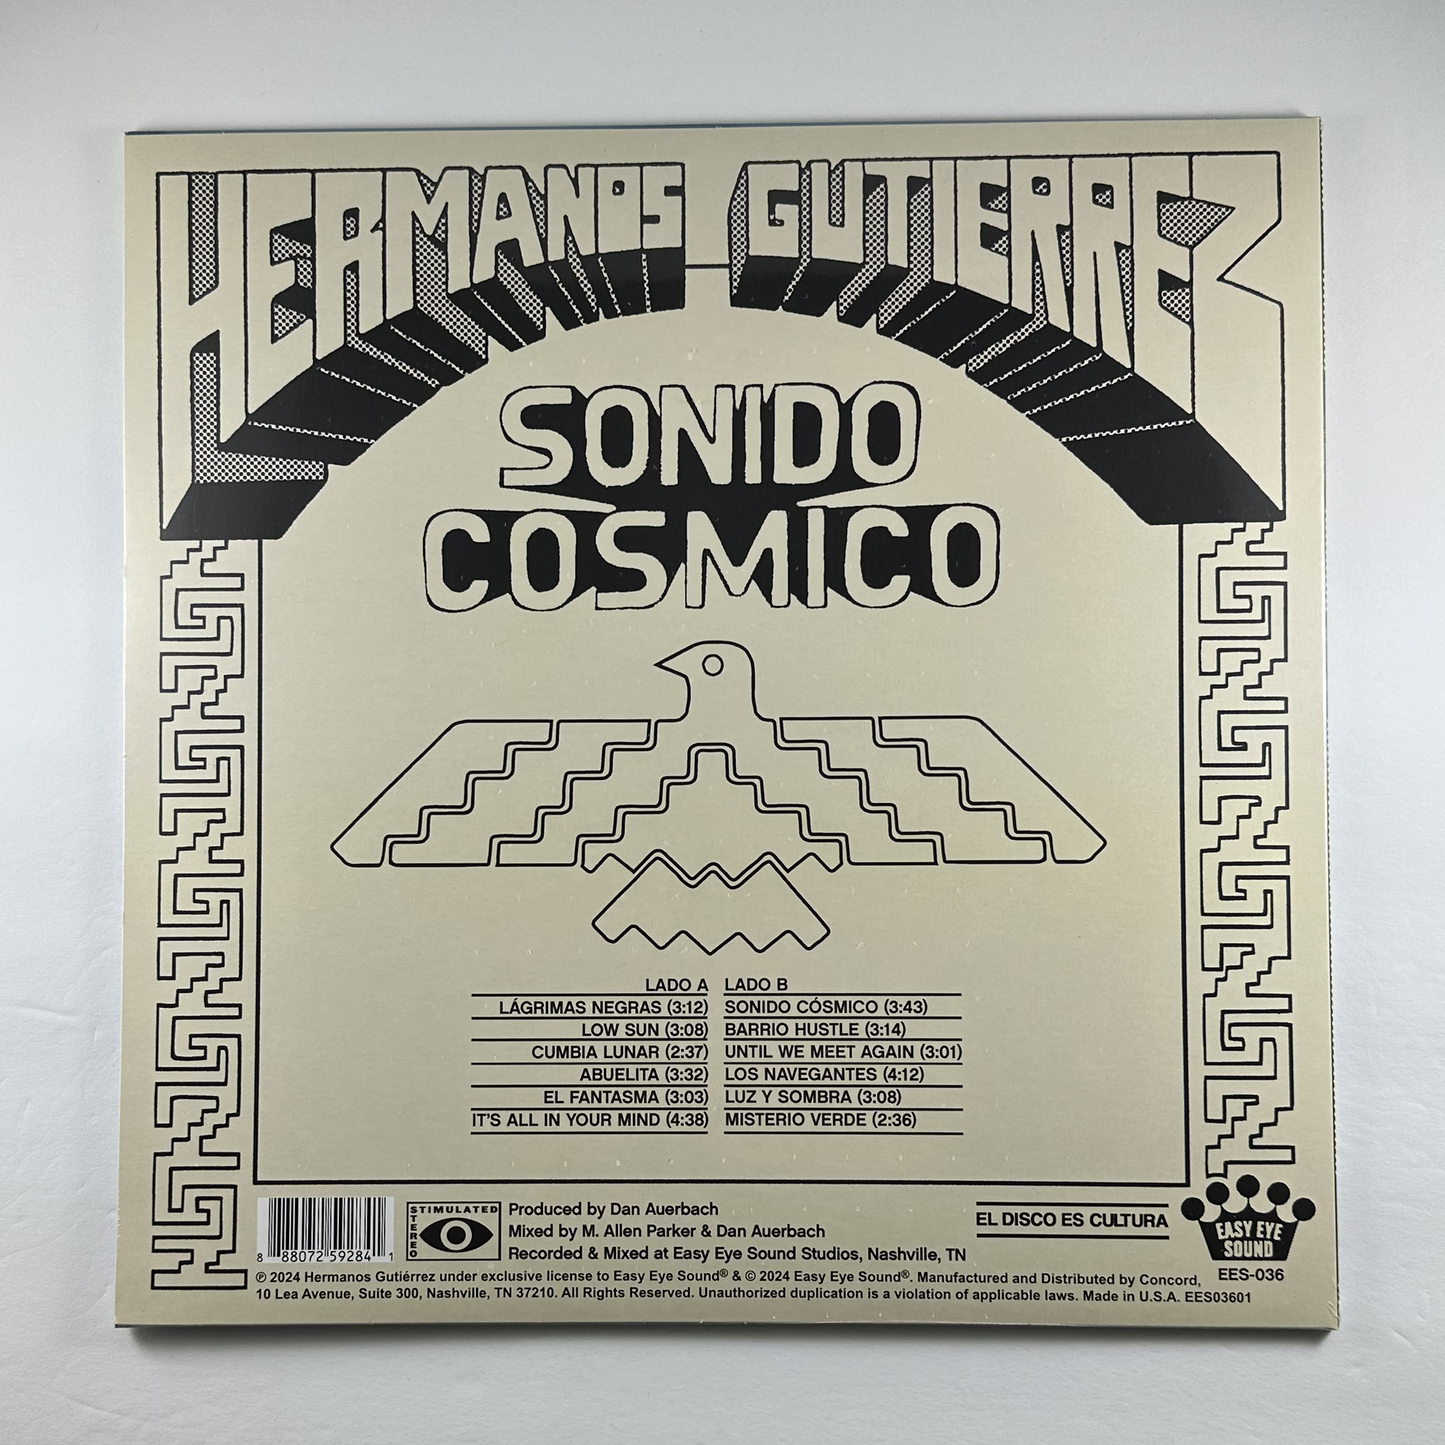 HERMANOS GUTIERREZ
SONIDO
COSMICO
LADO A
LÁGRIMAS NEGRAS (3:12)
LOW SUN (3:08)
CUMBIA LUNAR (2:37)
ABUELITA (3:32)
EL FANTASMA (3:03)
IT'S ALL IN YOUR MIND (4:38)
LADO B
SONIDO CÓSMICO (3:43)
BARRIO HUSTLE (3:14)
UNTIL WE MEET AGAIN (3:01)
LOS NAVEGANTES (4:12)
LUZ Y SOMBRA (3:08)
MISTERIO VERDE (2:36)
8 88072 59284 1
STIMULATED
STEREO
Produced by Dan Auerbach
Mixed by M. Allen Parker & Dan Auerbach
Recorded & Mixed at Easy Eye Sound Studios, Nashville, TN
EL DISCO ES CULTURA
EASY EYE
SOUND
EES-036
℗ 2024 Hermanos Gutiérrez under exclusive license to Easy Eye Sound® & © 2024 Easy Eye Sound®. Manufactured and Distributed by Concord,
10 Lea Avenue, Suite 300, Nashville, TN 37210. All Rights Reserved. Unauthorized duplication is a violation of applicable laws. Made in U.S.A. EES03601